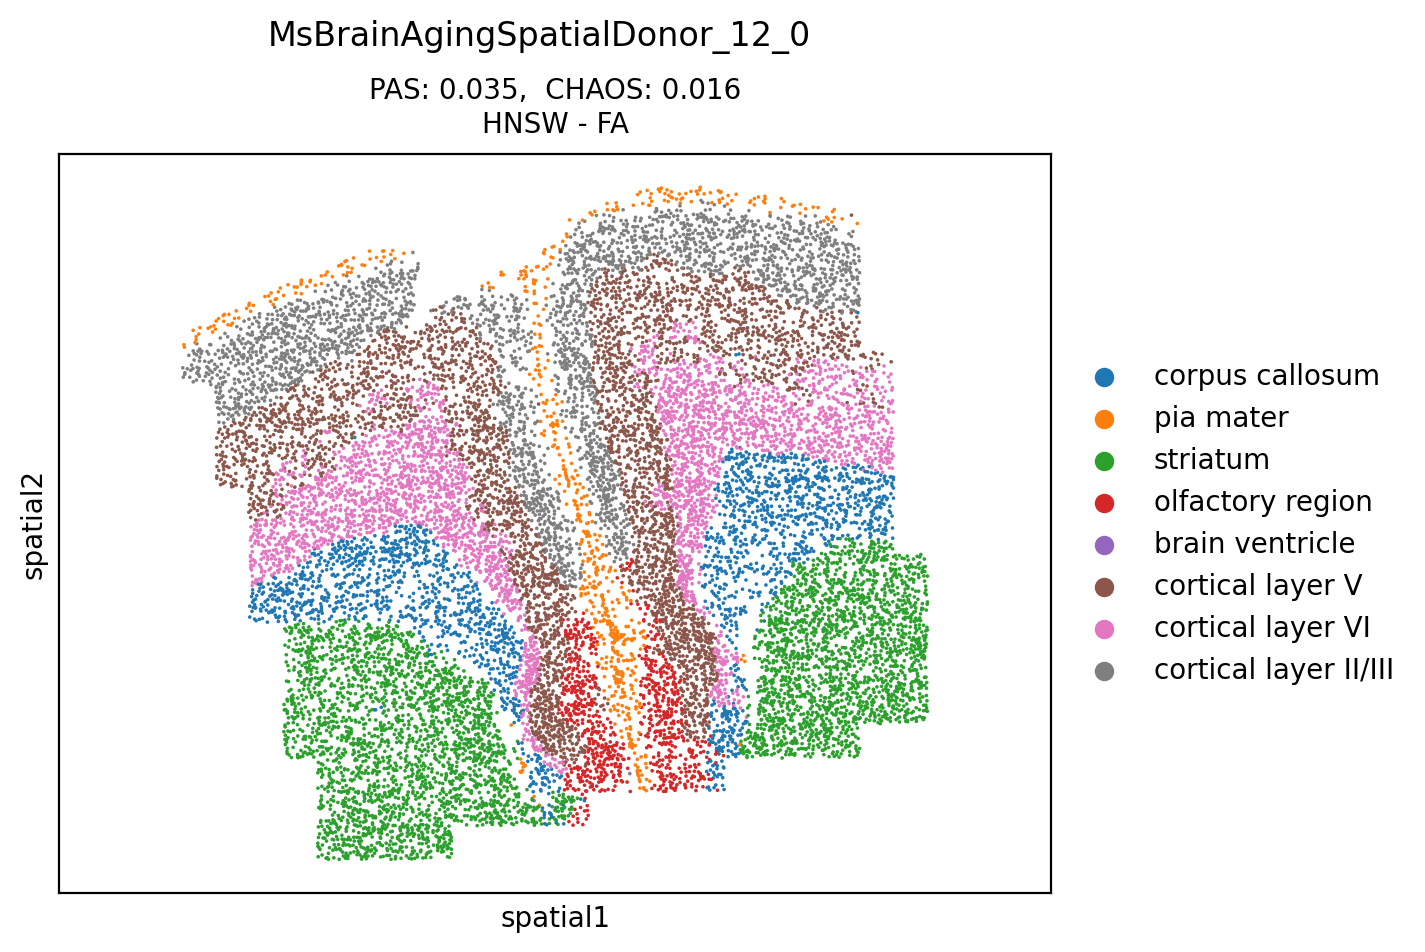 MsBrainAgingSpatialDonor_12_0
PAS: 0.035,  CHAOS: 0.016
HNSW - FA
spatial2
spatial1
corpus callosum
pia mater
striatum
olfactory region
brain ventricle
cortical layer V
cortical layer VI
cortical layer II/III